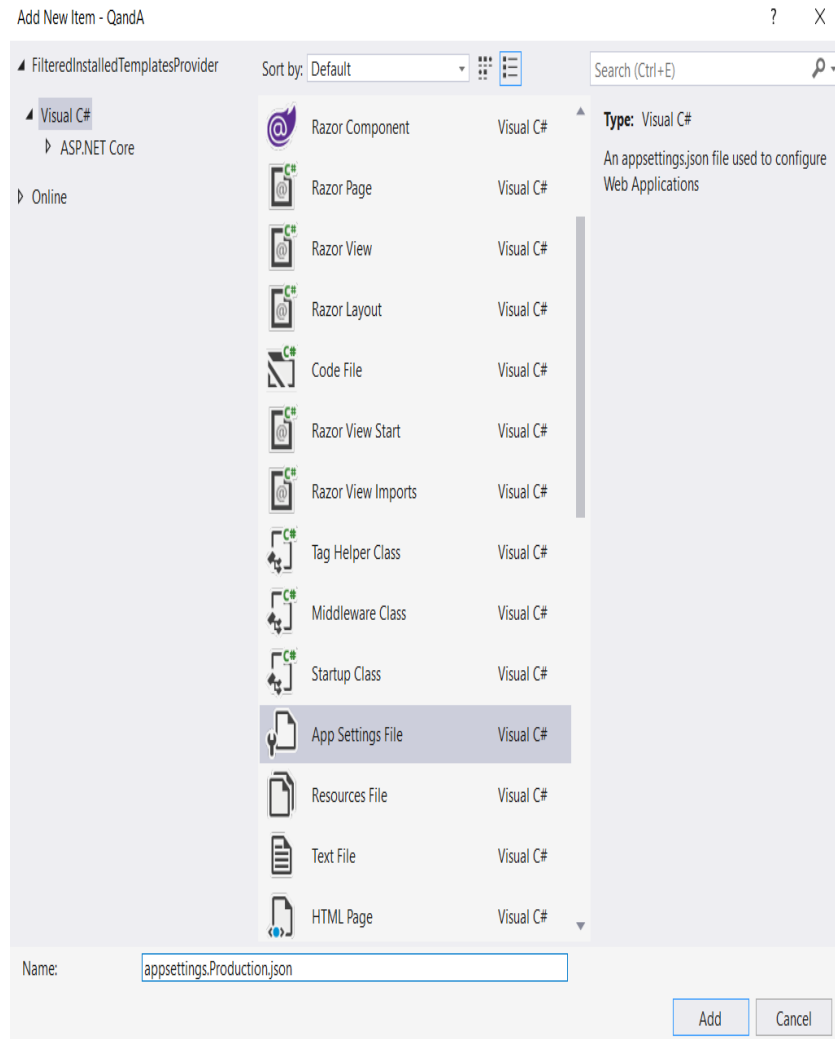 Add New Item - QandA
?
X
FilteredInstalledTemplatesProvider
Sort by: Default
Search (Ctrl+E)
Visual C#
ASP.NET Core
Online
Razor Component Visual C#
Razor Page Visual C#
Razor View Visual C#
Razor Layout Visual C#
Code File Visual C#
Razor View Start Visual C#
Razor View Imports Visual C#
Tag Helper Class Visual C#
Middleware Class Visual C#
Startup Class Visual C#
App Settings File Visual C#
Resources File Visual C#
Text File Visual C#
HTML Page Visual C#
Type: Visual C#
An appsettings.json file used to configure
Web Applications
Name: appsettings.Production.json
Add
Cancel